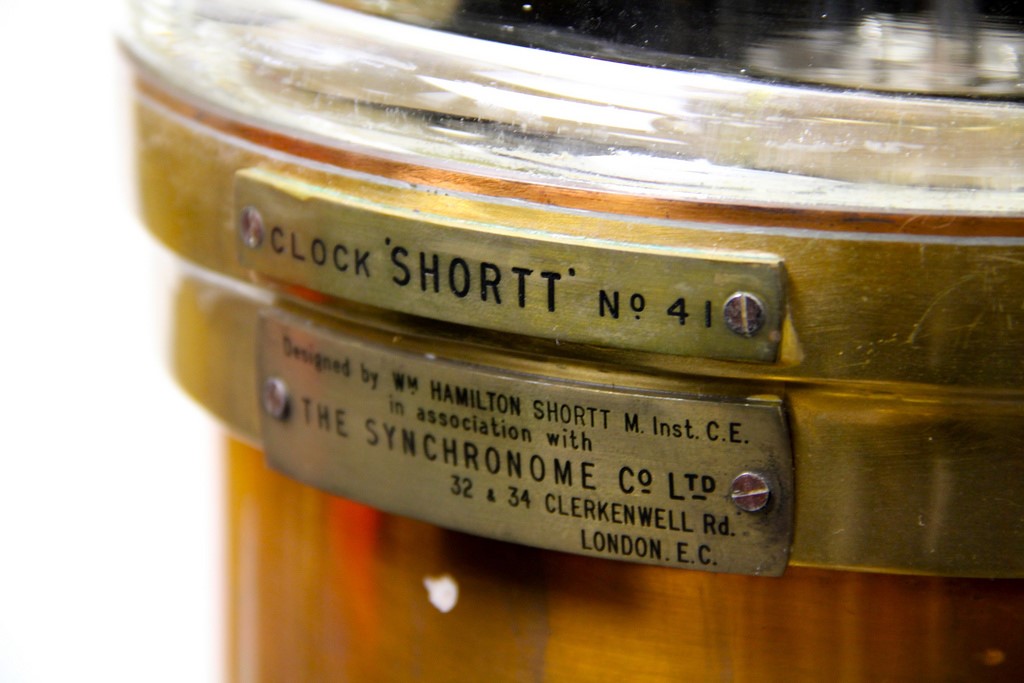 CLOCK 'SHORTT' Nº 41
Designed by Wᴹ HAMILTON SHORTT M. Inst. C.E.
in association with
THE SYNCHRONOME Cº LTD
32 & 34 CLERKENWELL Rd.
LONDON. E.C.